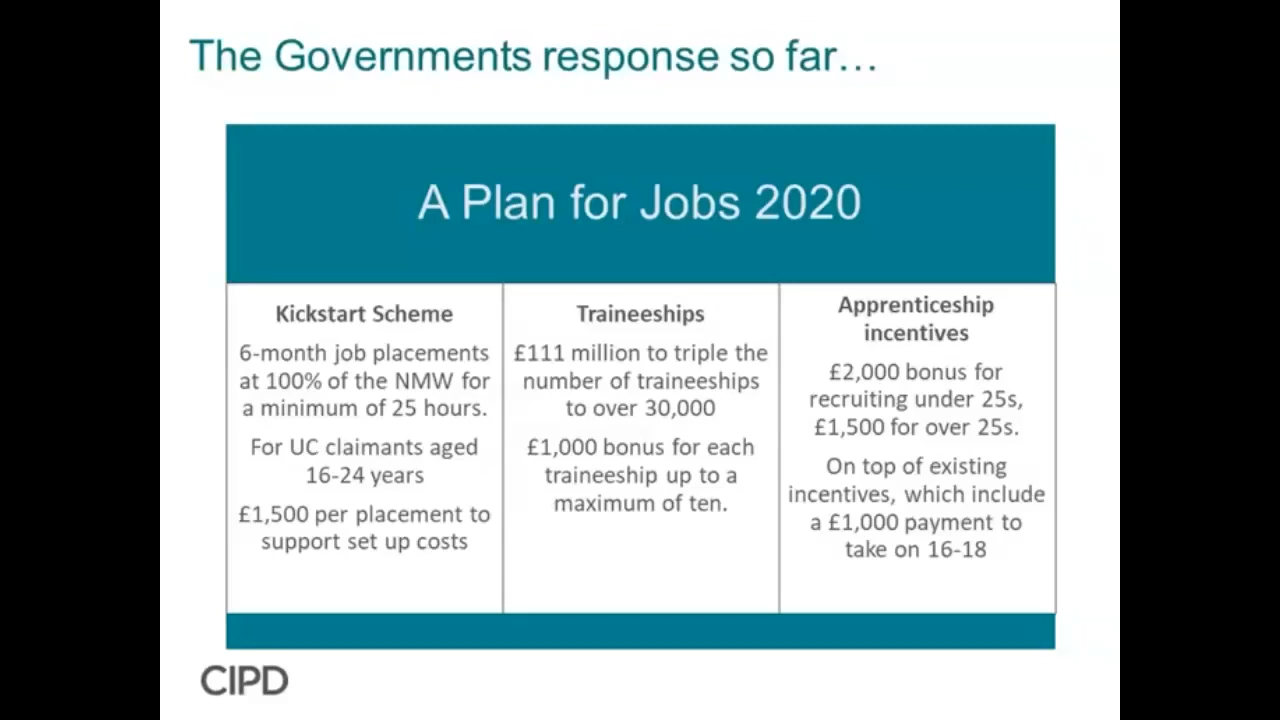 The Governments response so far…
A Plan for Jobs 2020
Kickstart Scheme
6-month job placements
at 100% of the NMW for
a minimum of 25 hours.
For UC claimants aged
16-24 years
£1,500 per placement to
support set up costs
Traineeships
£111 million to triple the
number of traineeships
to over 30,000
£1,000 bonus for each
traineeship up to a
maximum of ten.
Apprenticeship
incentives
£2,000 bonus for
recruiting under 25s,
£1,500 for over 25s.
On top of existing
incentives, which include
a £1,000 payment to
take on 16-18
CIPD